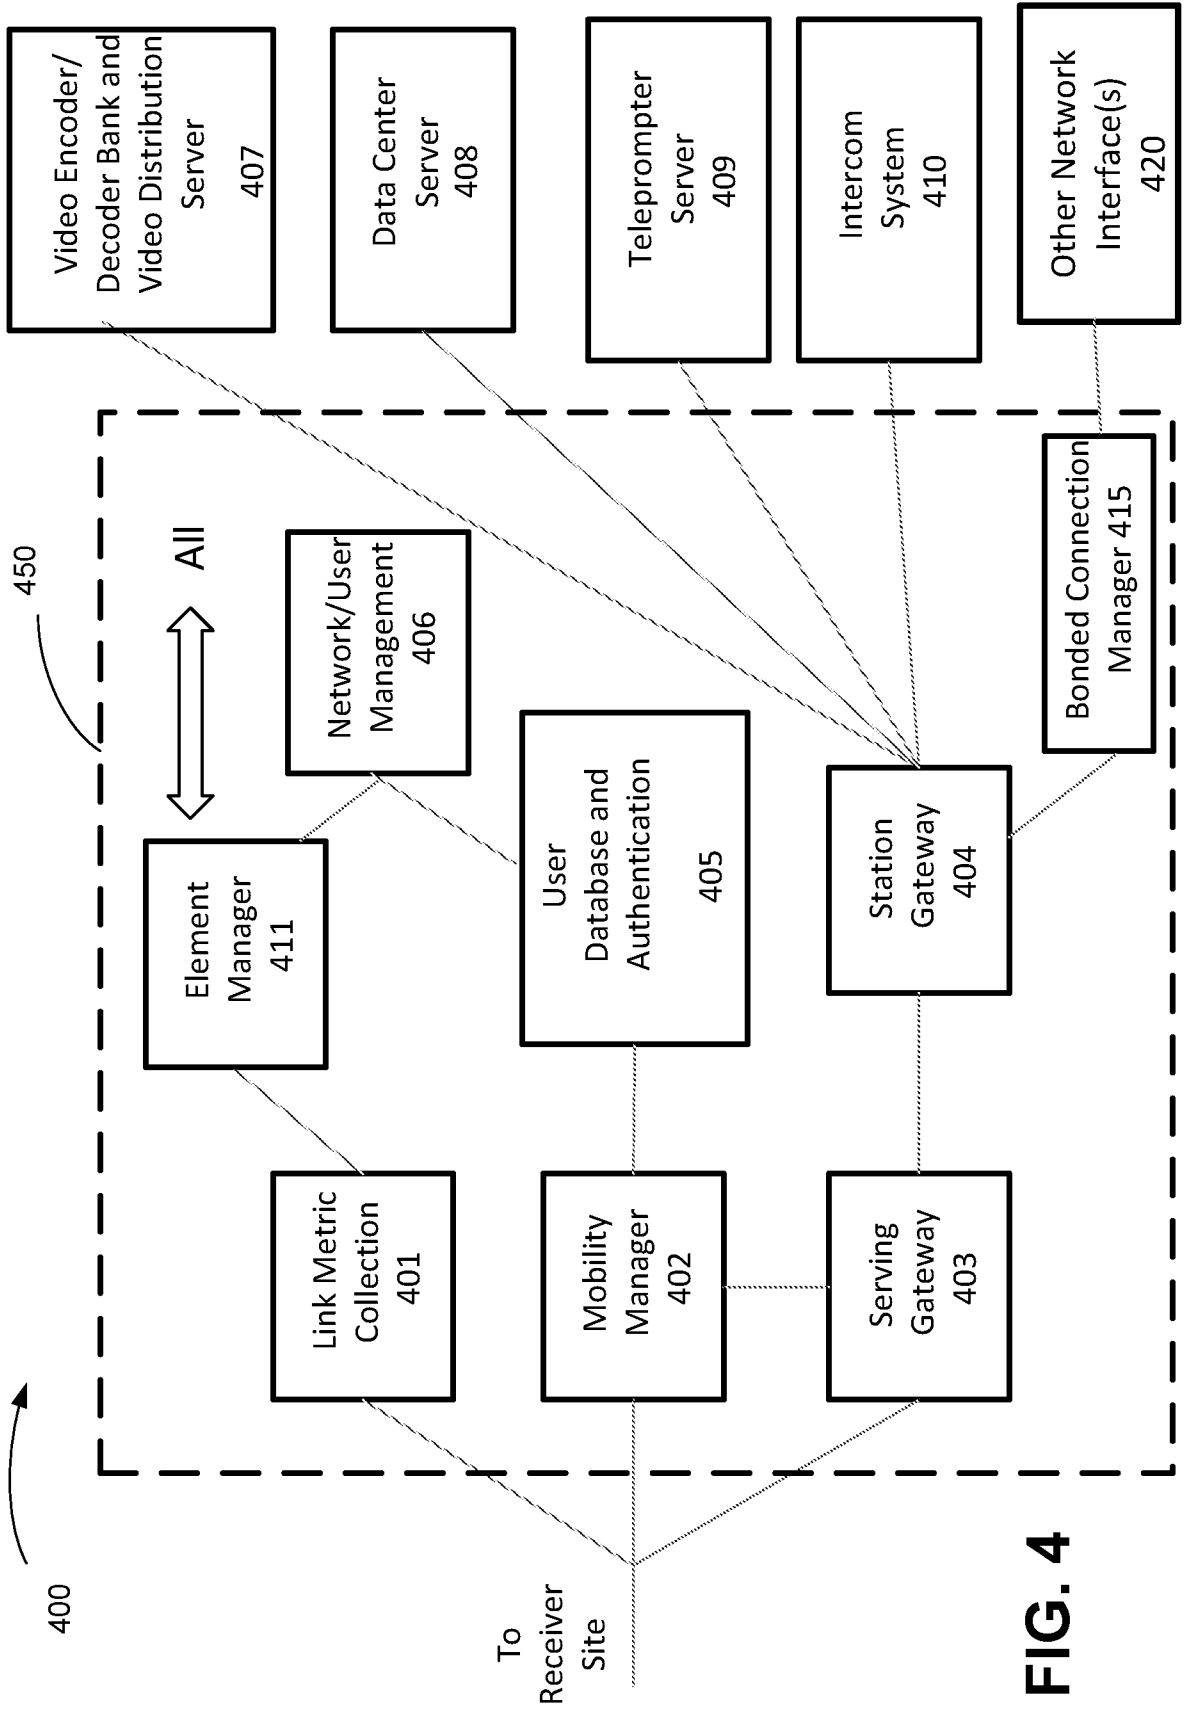 400
450
To
Receiver
Site
Link Metric
Collection
401
Mobility
Manager
402
Serving
Gateway
403
Element
Manager
411
All
User
Database and
Authentication
405
Network/User
Management
406
Station
Gateway
404
Bonded Connection
Manager 415
Video Encoder/
Decoder Bank and
Video Distribution
Server
407
Data Center
Server
408
Teleprompter
Server
409
Intercom
System
410
Other Network
Interface(s)
420
FIG. 4